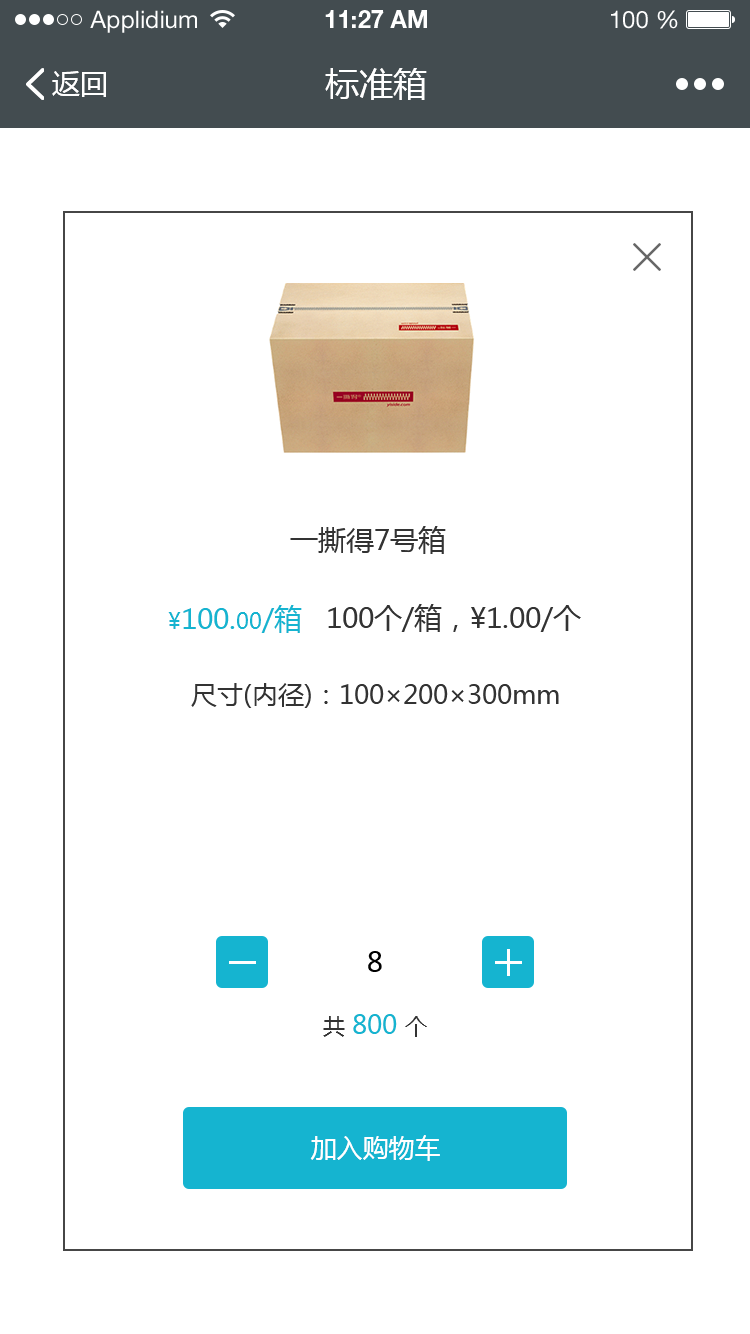 Applidium 11:27 AM 100 %
返回 标准箱
一撕得7号箱
¥100.00/箱 100个/箱，¥1.00/个
尺寸(内径)：100×200×300mm
8
共 800 个
加入购物车